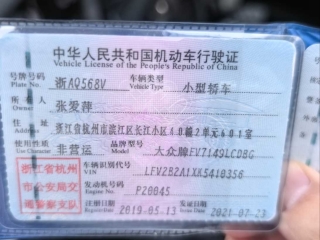 中华人民共和国机动车行驶证
Vehicle License of the People's Republic of China
号牌号码 浙AQ568V 车辆类型 小型轿车
Plate No. Vehicle Type
所有人 张爱萍
Owner
住址 浙江省杭州市滨江区长江小区40幢2单元601室
Address
使用性质 非营运 品牌型号 大众牌FV7149LCDBG
Use Character Model
浙江省杭州市公安局交通警察支队
车辆识别代号 LFV2B2A1XK5410356
VIN
发动机号码 P20045
Engine No.
注册日期 2019-05-13 发证日期 2021-07-23
Register Date Issue Date